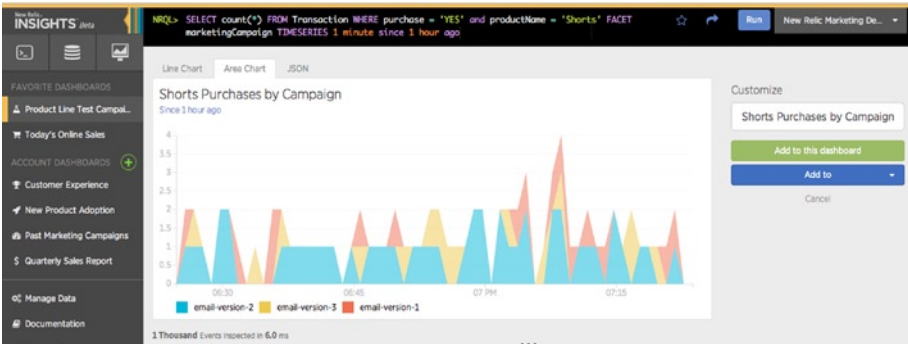 New Relic.
INSIGHTS Beta
NRQL> SELECT count(*) FROM Transaction WHERE purchase = 'YES' and productName = 'Shorts' FACET
marketingCampaign TIMESERIES 1 minute since 1 hour ago
Run
New Relic Marketing De...
FAVORITE DASHBOARDS
Product Line Test Campai...
Today's Online Sales
ACCOUNT DASHBOARDS
Customer Experience
New Product Adoption
Past Marketing Campaigns
Quarterly Sales Report
Manage Data
Documentation
Line Chart
Area Chart
JSON
Shorts Purchases by Campaign
Since 1 hour ago
4
3.5
3
2.5
2
1.5
1
0.5
0
06:30
06:45
07 PM
07:15
email-version-2
email-version-3
email-version-1
1 Thousand Events inspected in 6.0 ms
Customize
Shorts Purchases by Campaign
Add to this dashboard
Add to
Cancel